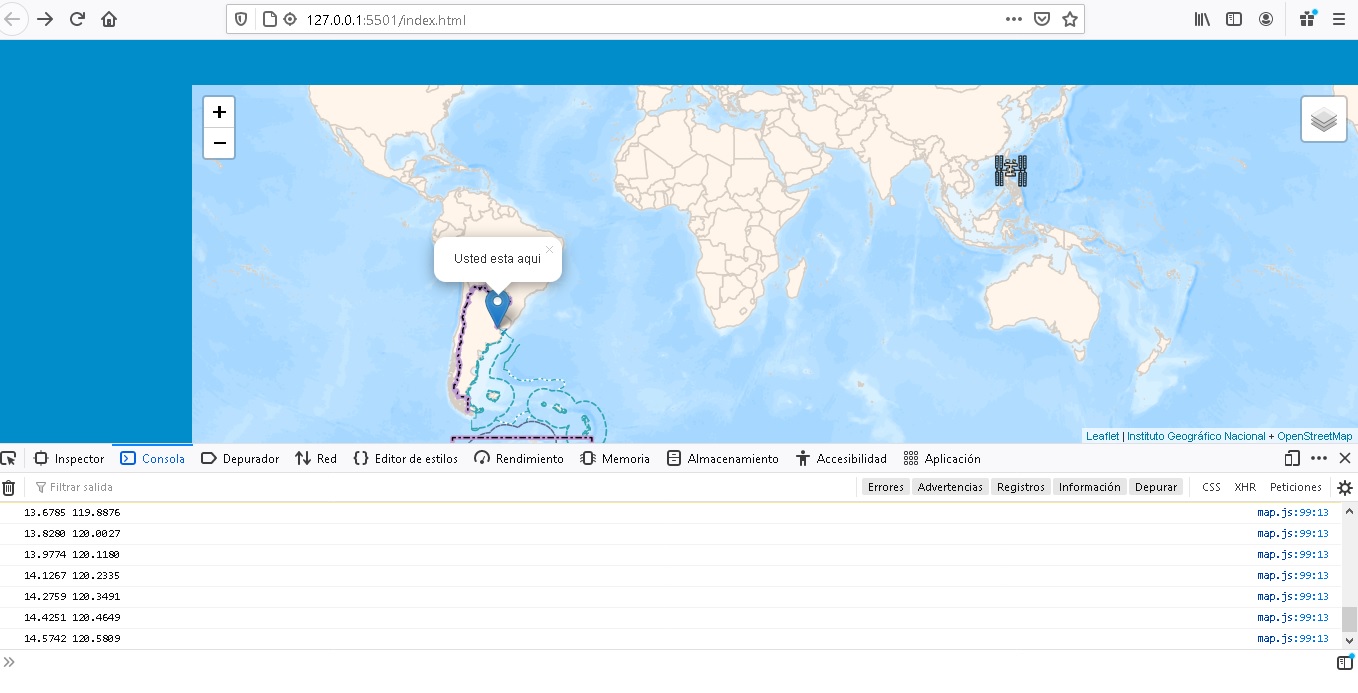 127.0.0.1:5501/index.html
+
−
Usted esta aqui ×
Leaflet | Instituto Geográfico Nacional + OpenStreetMap
Inspector Consola Depurador Red Editor de estilos Rendimiento Memoria Almacenamiento Accesibilidad Aplicación
Filtrar salida Errores Advertencias Registros Información Depurar CSS XHR Peticiones
13.6785 119.8876 map.js:99:13
13.8280 120.0027 map.js:99:13
13.9774 120.1180 map.js:99:13
14.1267 120.2335 map.js:99:13
14.2759 120.3491 map.js:99:13
14.4251 120.4649 map.js:99:13
14.5742 120.5809 map.js:99:13